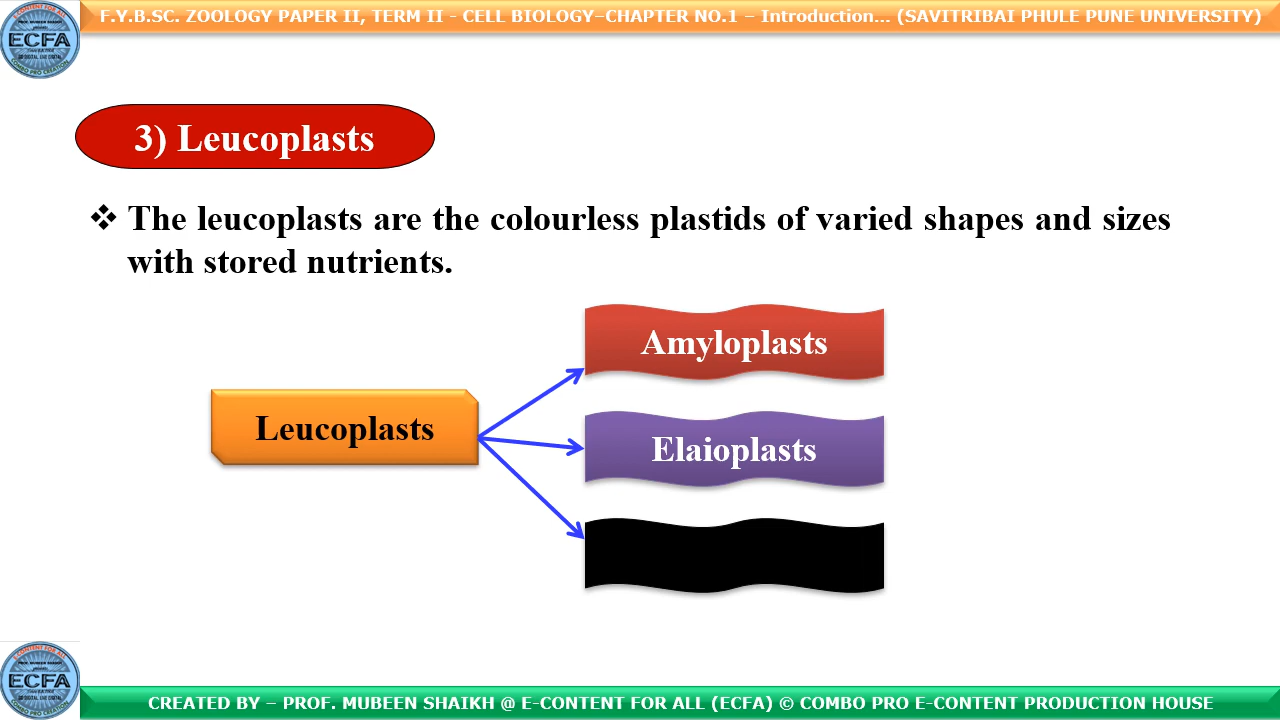 F.Y.B.SC. ZOOLOGY PAPER II, TERM II - CELL BIOLOGY–CHAPTER NO.1 – Introduction... (SAVITRIBAI PHULE PUNE UNIVERSITY)
ECFA
3) Leucoplasts
❖ The leucoplasts are the colourless plastids of varied shapes and sizes
with stored nutrients.
Amyloplasts
Leucoplasts
Elaioplasts
ECFA
CREATED BY – PROF. MUBEEN SHAIKH @ E-CONTENT FOR ALL (ECFA) © COMBO PRO E-CONTENT PRODUCTION HOUSE